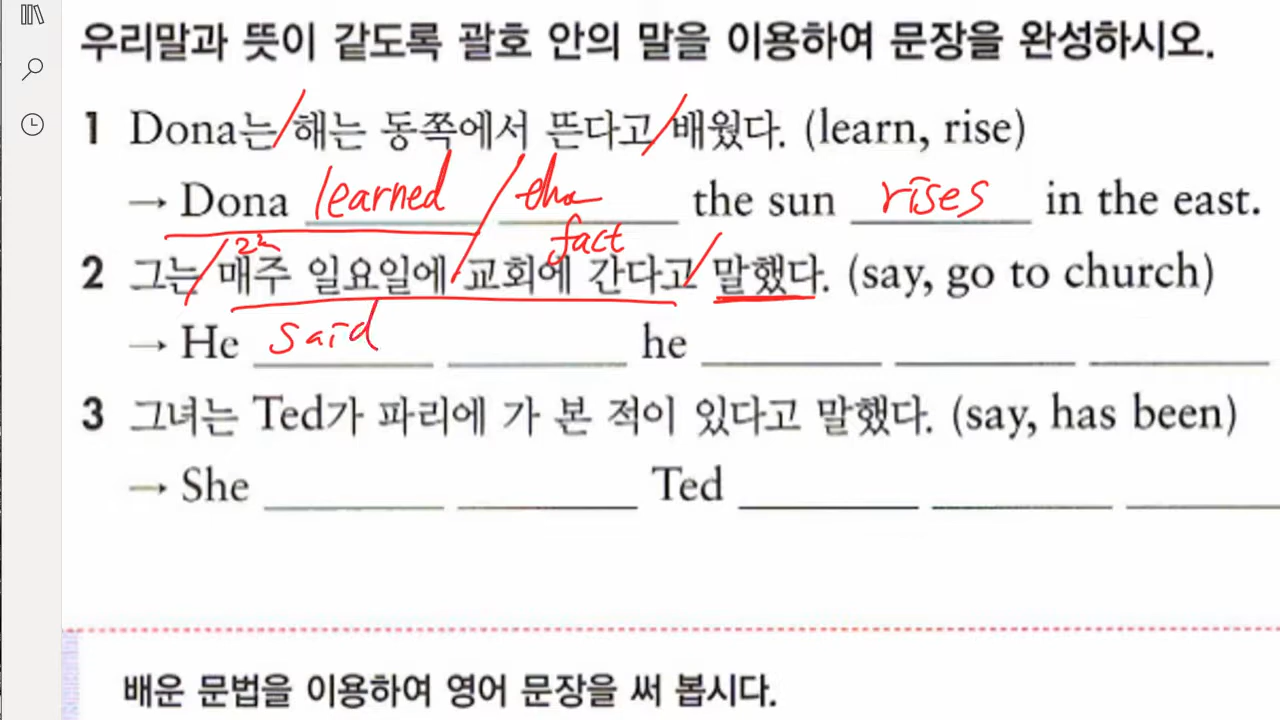 우리말과 뜻이 같도록 괄호 안의 말을 이용하여 문장을 완성하시오.
1 Dona는 / 해는 동쪽에서 뜬다고 / 배웠다. (learn, rise)
→ Dona learned / tha the sun rises in the east.
fact
2 그는 / 매주 일요일에 / 교회에 간다고 / 말했다. (say, go to church)
→ He said he
3 그녀는 Ted가 파리에 가 본 적이 있다고 말했다. (say, has been)
→ She Ted
배운 문법을 이용하여 영어 문장을 써 봅시다.